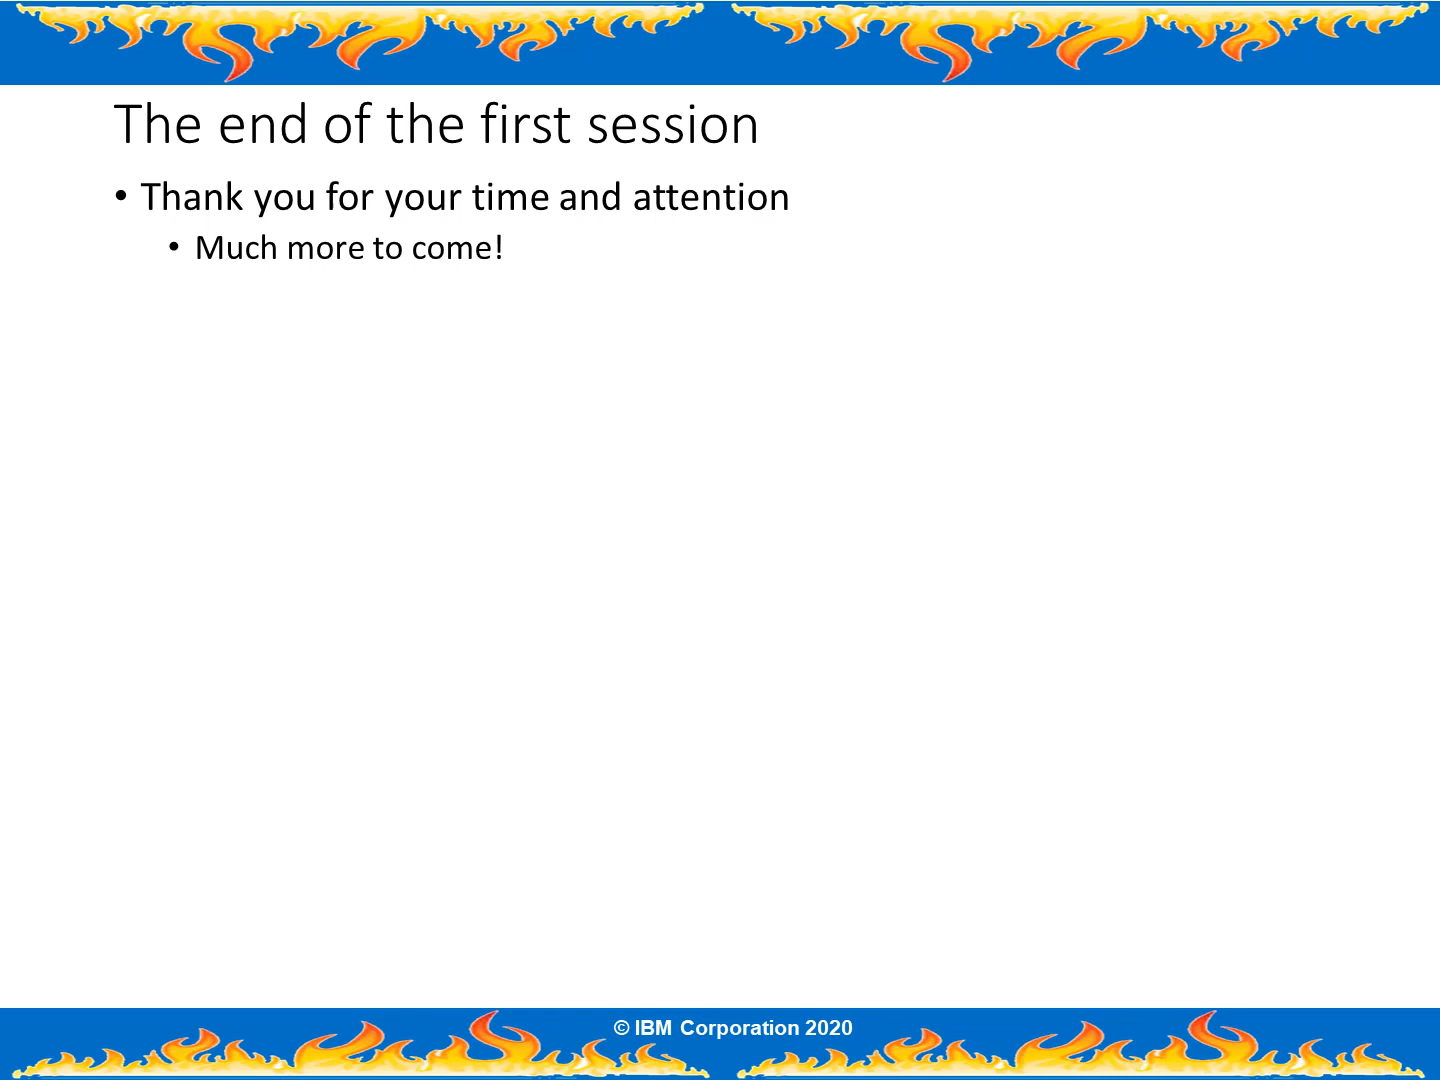 The end of the first session
• Thank you for your time and attention
• Much more to come!
© IBM Corporation 2020